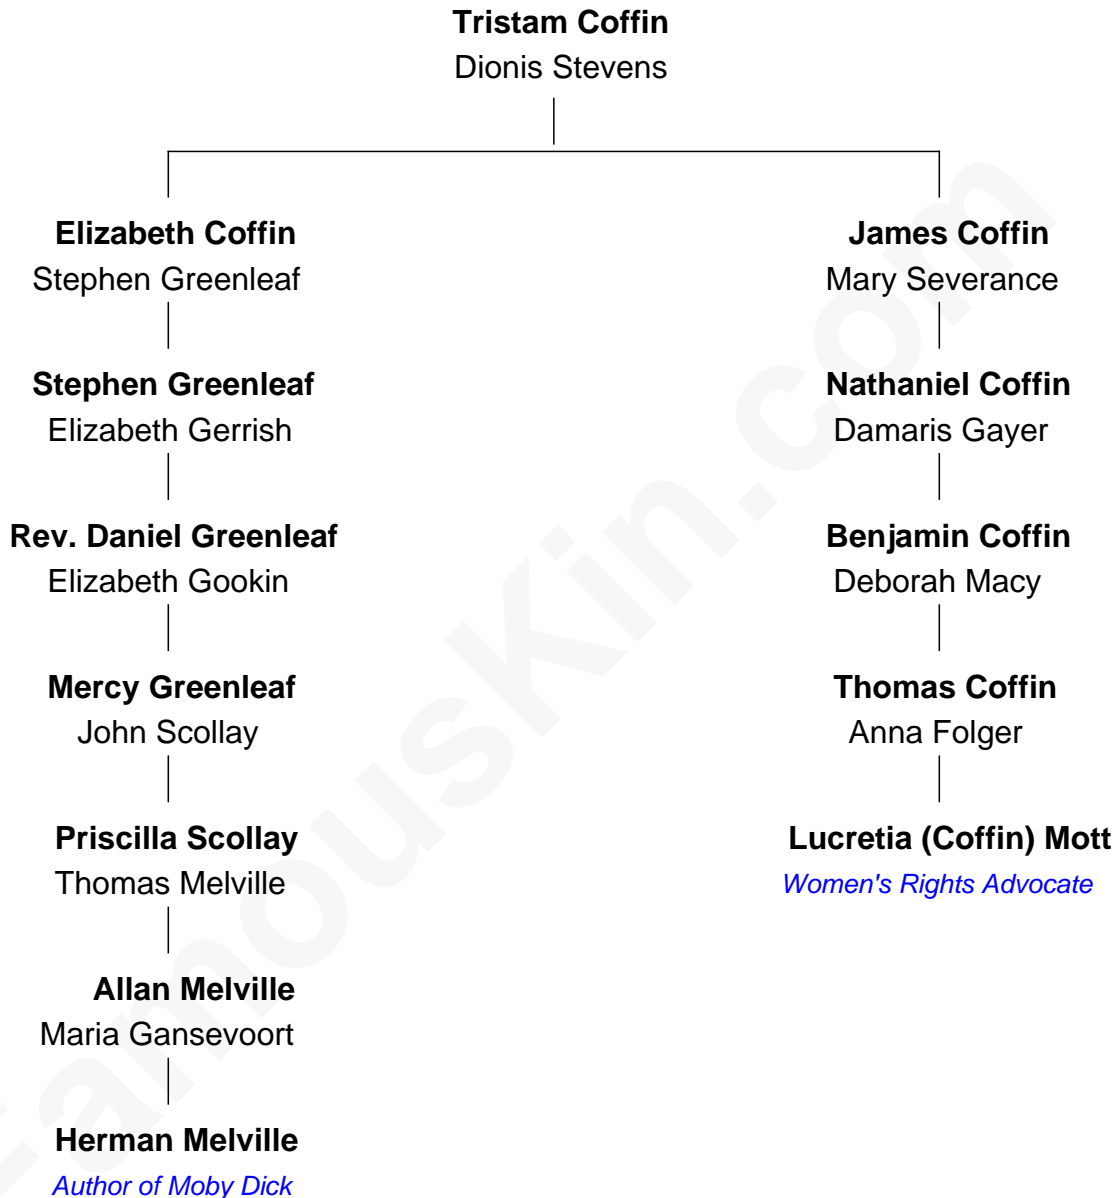 Tristam Coffin
Dionis Stevens
Elizabeth Coffin
Stephen Greenleaf
James Coffin
Mary Severance
Stephen Greenleaf
Elizabeth Gerrish
Nathaniel Coffin
Damaris Gayer
Rev. Daniel Greenleaf
Elizabeth Gookin
Benjamin Coffin
Deborah Macy
Mercy Greenleaf
John Scollay
Thomas Coffin
Anna Folger
Priscilla Scollay
Thomas Melville
Lucretia (Coffin) Mott
Women's Rights Advocate
Allan Melville
Maria Gansevoort
Herman Melville
Author of Moby Dick
FamousKin.com